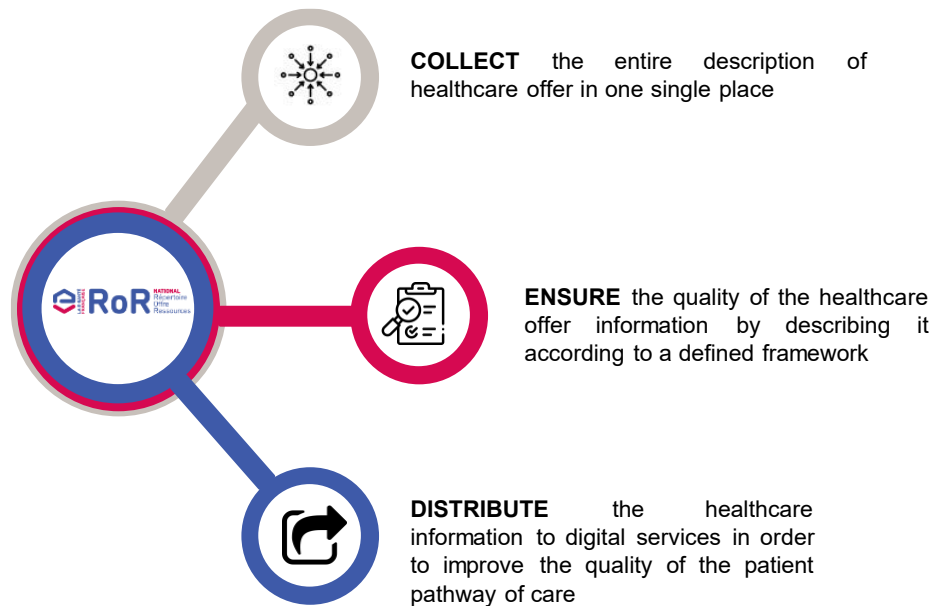 COLLECT the entire description of
healthcare offer in one single place
RoR
NATIONAL
Répertoire
Offre
Ressources
ENSURE the quality of the healthcare
offer information by describing it
according to a defined framework
DISTRIBUTE the healthcare
information to digital services in order
to improve the quality of the patient
pathway of care